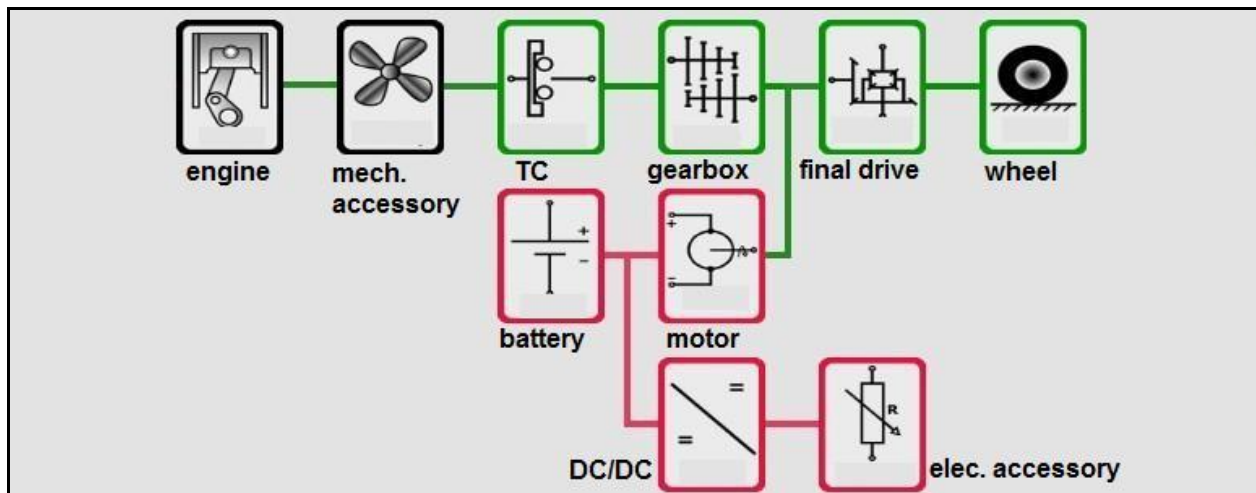 engine
mech.
accessory
TC
gearbox
final drive
wheel
+
−
+
−
battery
motor
=
=
R
DC/DC
elec. accessory